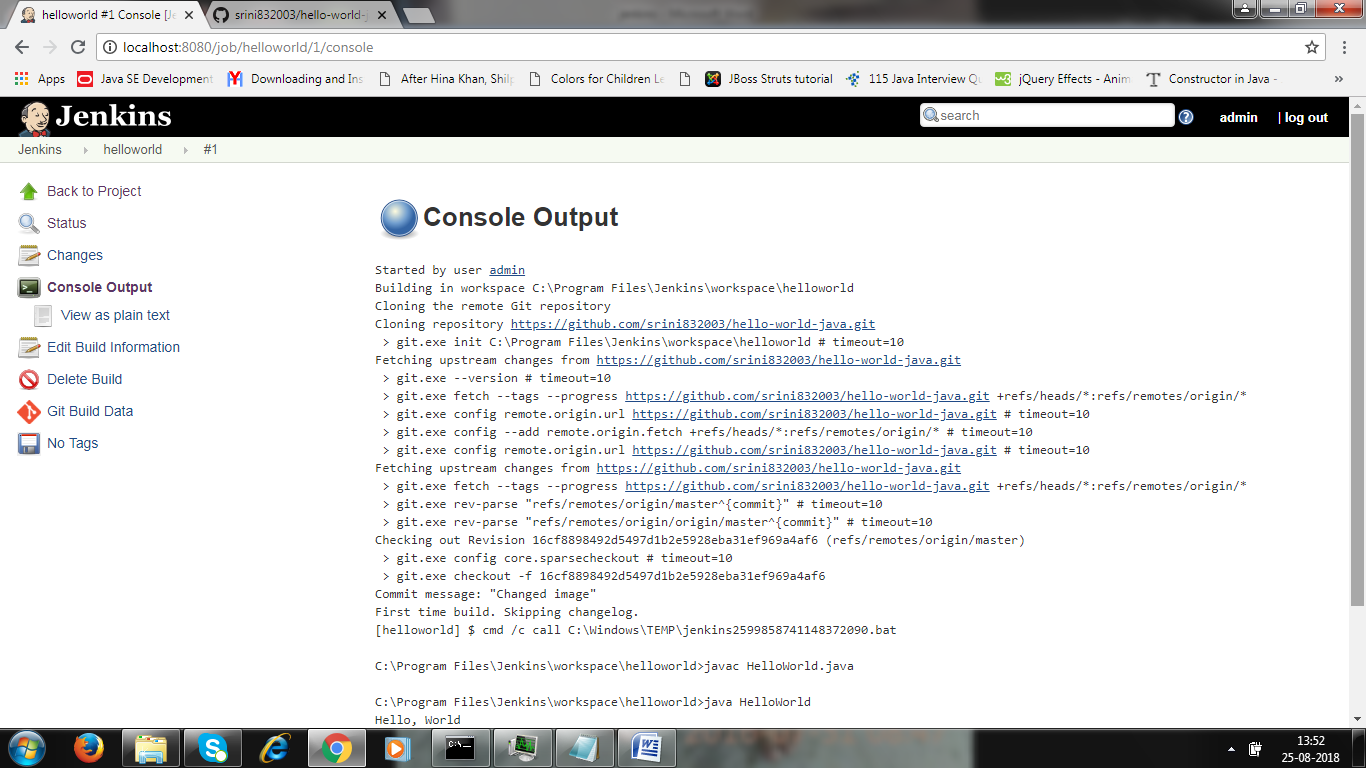 helloworld #1 Console [Je
srini832003/hello-world-j
localhost:8080/job/helloworld/1/console
Apps
Java SE Development
Downloading and Ins
After Hina Khan, Shilp
Colors for Children Le
JBoss Struts tutorial
115 Java Interview Qu
jQuery Effects - Anim
Constructor in Java -
»
Jenkins
search
admin
| log out
Jenkins
helloworld
#1
Back to Project
Status
Changes
Console Output
View as plain text
Edit Build Information
Delete Build
Git Build Data
No Tags
Console Output
Started by user admin
Building in workspace C:\Program Files\Jenkins\workspace\helloworld
Cloning the remote Git repository
Cloning repository https://github.com/srini832003/hello-world-java.git
> git.exe init C:\Program Files\Jenkins\workspace\helloworld # timeout=10
Fetching upstream changes from https://github.com/srini832003/hello-world-java.git
> git.exe --version # timeout=10
> git.exe fetch --tags --progress https://github.com/srini832003/hello-world-java.git +refs/heads/*:refs/remotes/origin/*
> git.exe config remote.origin.url https://github.com/srini832003/hello-world-java.git # timeout=10
> git.exe config --add remote.origin.fetch +refs/heads/*:refs/remotes/origin/* # timeout=10
> git.exe config remote.origin.url https://github.com/srini832003/hello-world-java.git # timeout=10
Fetching upstream changes from https://github.com/srini832003/hello-world-java.git
> git.exe fetch --tags --progress https://github.com/srini832003/hello-world-java.git +refs/heads/*:refs/remotes/origin/*
> git.exe rev-parse "refs/remotes/origin/master^{commit}" # timeout=10
> git.exe rev-parse "refs/remotes/origin/origin/master^{commit}" # timeout=10
Checking out Revision 16cf8898492d5497d1b2e5928eba31ef969a4af6 (refs/remotes/origin/master)
> git.exe config core.sparsecheckout # timeout=10
> git.exe checkout -f 16cf8898492d5497d1b2e5928eba31ef969a4af6
Commit message: "Changed image"
First time build. Skipping changelog.
[helloworld] $ cmd /c call C:\Windows\TEMP\jenkins2599858741148372090.bat
C:\Program Files\Jenkins\workspace\helloworld>javac HelloWorld.java
C:\Program Files\Jenkins\workspace\helloworld>java HelloWorld
Hello, World
13:52
25-08-2018